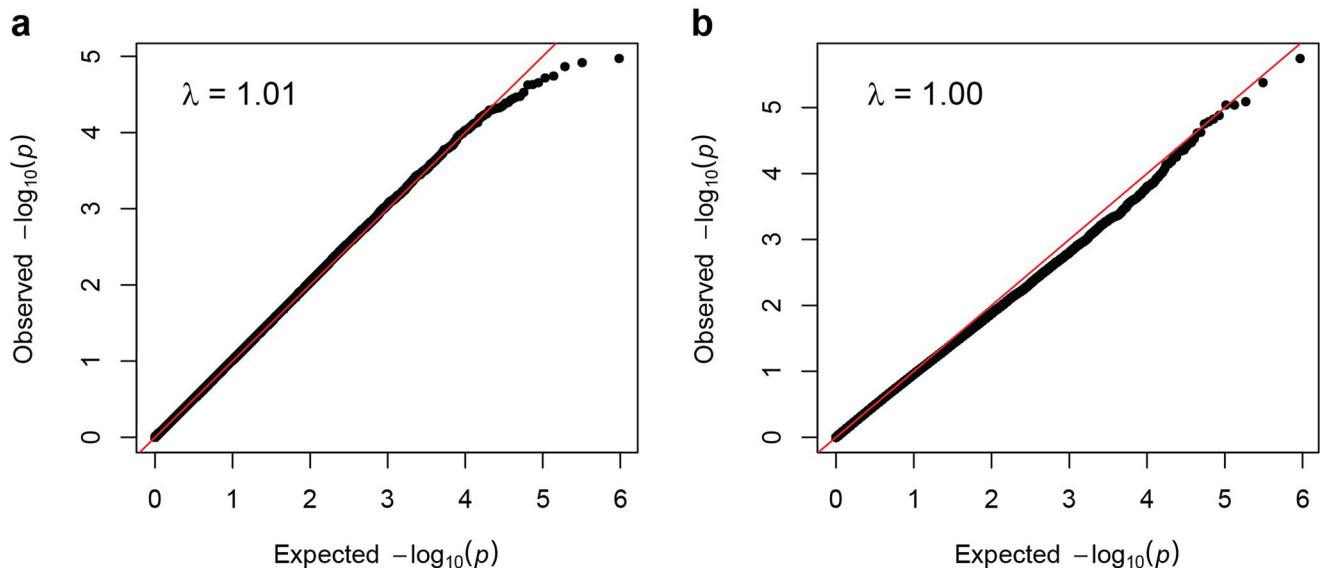 a
λ = 1.01
Observed −log10(p)
5
4
3
2
1
0
0 1 2 3 4 5 6
Expected −log10(p)
b
λ = 1.00
Observed −log10(p)
5
4
3
2
1
0
0 1 2 3 4 5 6
Expected −log10(p)